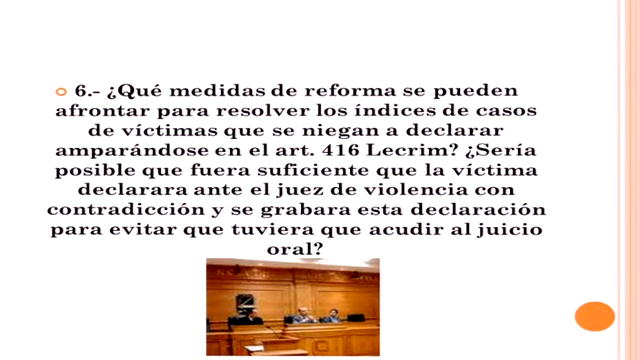 6.- ¿Qué medidas de reforma se pueden
afrontar para resolver los índices de casos
de víctimas que se niegan a declarar
amparándose en el art. 416 Lecrim? ¿Sería
posible que fuera suficiente que la víctima
declarara ante el juez de violencia con
contradicción y se grabara esta declaración
para evitar que tuviera que acudir al juicio
oral?